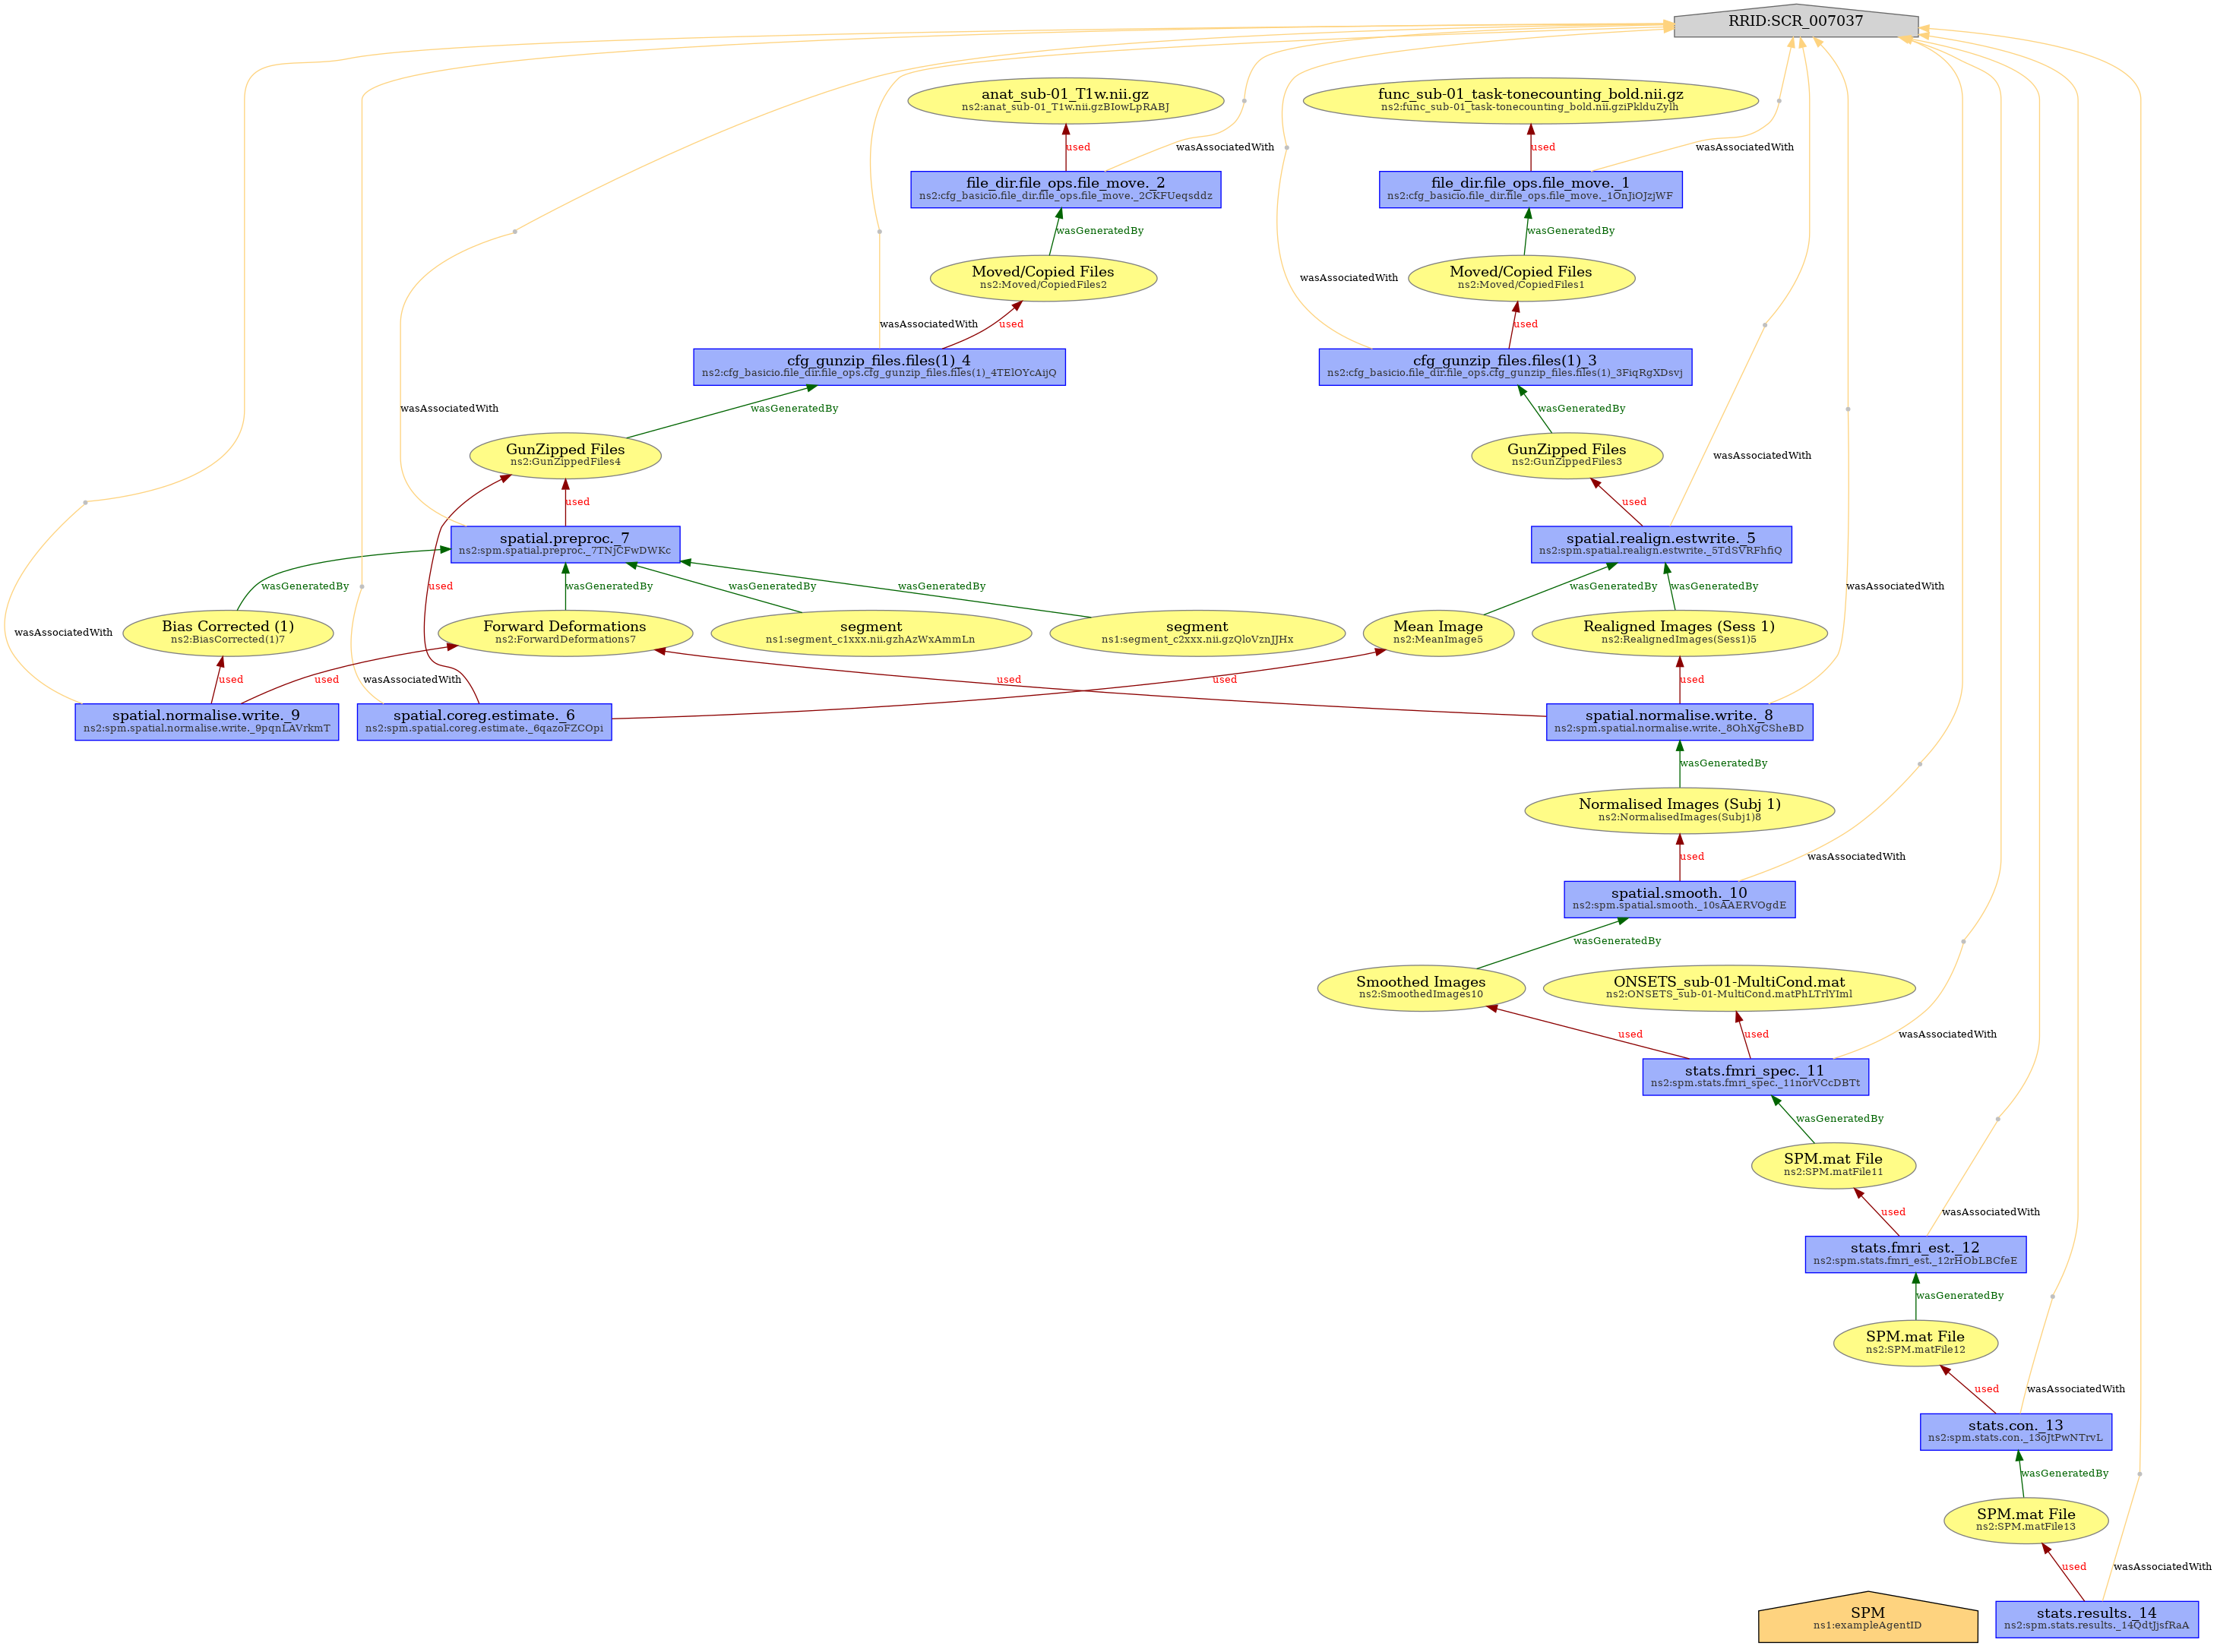 RRID:SCR_007037
anat_sub-01_T1w.nii.gz
ns2:anat_sub-01_T1w.nii.gzBIowLpRABJ
func_sub-01_task-tonecounting_bold.nii.gz
ns2:func_sub-01_task-tonecounting_bold.nii.gziPklduZylh
used
wasAssociatedWith
used
wasAssociatedWith
file_dir.file_ops.file_move._2
ns2:cfg_basicio.file_dir.file_ops.file_move._2CKFUeqsddz
file_dir.file_ops.file_move._1
ns2:cfg_basicio.file_dir.file_ops.file_move._1OnJiOJzjWF
wasGeneratedBy
wasGeneratedBy
Moved/Copied Files
ns2:Moved/CopiedFiles2
wasAssociatedWith
Moved/Copied Files
ns2:Moved/CopiedFiles1
wasAssociatedWith
used
used
cfg_gunzip_files.files(1)_4
ns2:cfg_basicio.file_dir.file_ops.cfg_gunzip_files.files(1)_4TElOYcAijQ
cfg_gunzip_files.files(1)_3
ns2:cfg_basicio.file_dir.file_ops.cfg_gunzip_files.files(1)_3FiqRgXDsvj
wasAssociatedWith
wasGeneratedBy
wasGeneratedBy
GunZipped Files
ns2:GunZippedFiles4
GunZipped Files
ns2:GunZippedFiles3
wasAssociatedWith
used
used
spatial.preproc._7
ns2:spm.spatial.preproc._7TNjCFwDWKc
spatial.realign.estwrite._5
ns2:spm.spatial.realign.estwrite._5TdSVRFhfiQ
wasGeneratedBy
used
wasGeneratedBy
wasGeneratedBy
wasGeneratedBy
wasGeneratedBy
wasGeneratedBy
wasAssociatedWith
wasAssociatedWith
Bias Corrected (1)
ns2:BiasCorrected(1)7
Forward Deformations
ns2:ForwardDeformations7
segment
ns1:segment_c1xxx.nii.gzhAzWxAmmLn
segment
ns1:segment_c2xxx.nii.gzQloVznJJHx
Mean Image
ns2:MeanImage5
Realigned Images (Sess 1)
ns2:RealignedImages(Sess1)5
used
used
wasAssociatedWith
used
used
used
spatial.normalise.write._9
ns2:spm.spatial.normalise.write._9pqnLAVrkmT
spatial.coreg.estimate._6
ns2:spm.spatial.coreg.estimate._6qazoFZCOpi
spatial.normalise.write._8
ns2:spm.spatial.normalise.write._8OhXgCSheBD
wasGeneratedBy
Normalised Images (Subj 1)
ns2:NormalisedImages(Subj1)8
used
wasAssociatedWith
spatial.smooth._10
ns2:spm.spatial.smooth._10sAAERVOgdE
wasGeneratedBy
Smoothed Images
ns2:SmoothedImages10
ONSETS_sub-01-MultiCond.mat
ns2:ONSETS_sub-01-MultiCond.matPhLTrlYIml
used
used
wasAssociatedWith
stats.fmri_spec._11
ns2:spm.stats.fmri_spec._11norVCcDBTt
wasGeneratedBy
SPM.mat File
ns2:SPM.matFile11
used
wasAssociatedWith
stats.fmri_est._12
ns2:spm.stats.fmri_est._12rHObLBCfeE
wasGeneratedBy
SPM.mat File
ns2:SPM.matFile12
used
wasAssociatedWith
stats.con._13
ns2:spm.stats.con._13oJtPwNTrvL
wasGeneratedBy
SPM.mat File
ns2:SPM.matFile13
used
wasAssociatedWith
SPM
ns1:exampleAgentID
stats.results._14
ns2:spm.stats.results._14QdtJjsfRaA